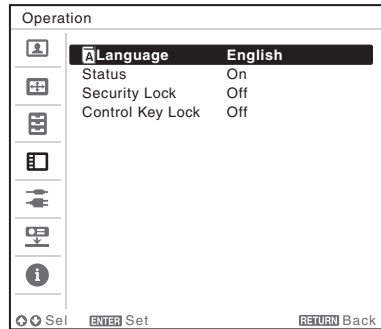 Operation
A Language English
Status On
Security Lock Off
Control Key Lock Off
Sel ENTER Set RETURN Back